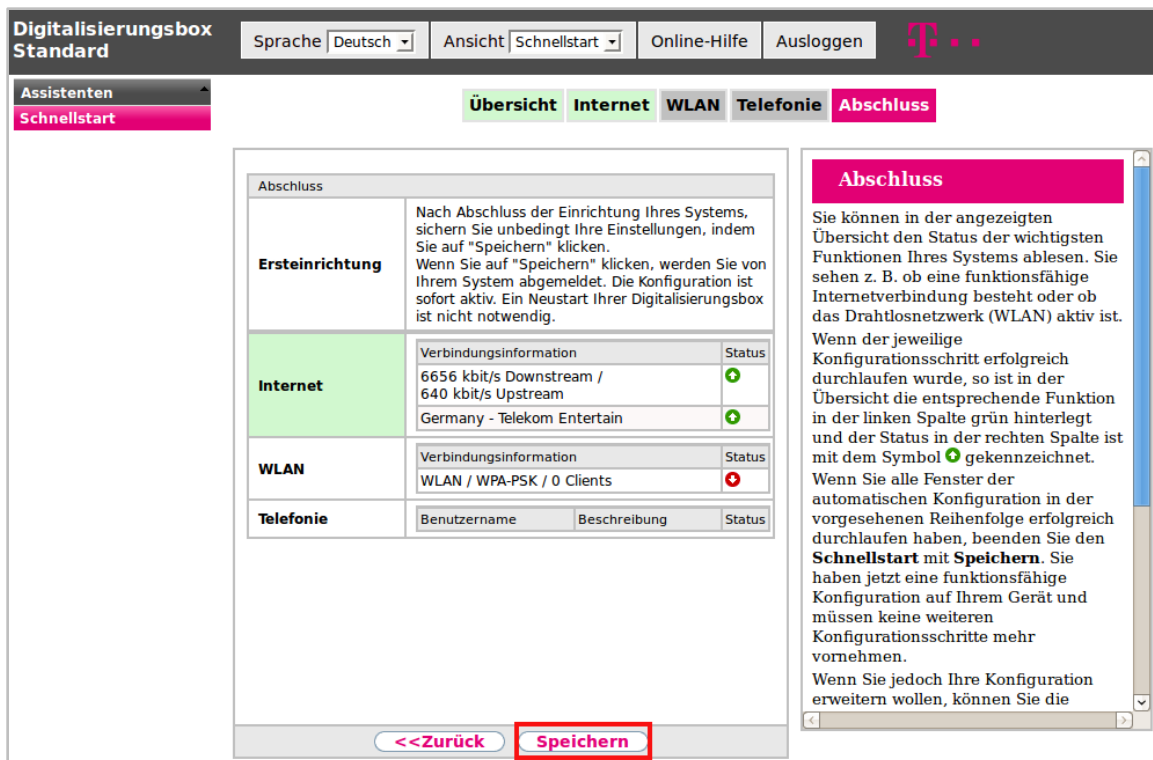 Digitalisierungsbox
Standard
Sprache Deutsch
Ansicht Schnellstart
Online-Hilfe
Ausloggen
T
Assistenten
Schnellstart
Übersicht
Internet
WLAN
Telefonie
Abschluss
Abschluss
Ersteinrichtung
Nach Abschluss der Einrichtung Ihres Systems,
sichern Sie unbedingt Ihre Einstellungen, indem
Sie auf "Speichern" klicken.
Wenn Sie auf "Speichern" klicken, werden Sie von
Ihrem System abgemeldet. Die Konfiguration ist
sofort aktiv. Ein Neustart Ihrer Digitalisierungsbox
ist nicht notwendig.
Internet
Verbindungsinformation Status
6656 kbit/s Downstream /
640 kbit/s Upstream
Germany - Telekom Entertain
WLAN
Verbindungsinformation Status
WLAN / WPA-PSK / 0 Clients
Telefonie
Benutzername Beschreibung Status
<<Zurück
Speichern
Abschluss
Sie können in der angezeigten
Übersicht den Status der wichtigsten
Funktionen Ihres Systems ablesen. Sie
sehen z. B. ob eine funktionsfähige
Internetverbindung besteht oder ob
das Drahtlosnetzwerk (WLAN) aktiv ist.
Wenn der jeweilige
Konfigurationsschritt erfolgreich
durchlaufen wurde, so ist in der
Übersicht die entsprechende Funktion
in der linken Spalte grün hinterlegt
und der Status in der rechten Spalte ist
mit dem Symbol gekennzeichnet.
Wenn Sie alle Fenster der
automatischen Konfiguration in der
vorgesehenen Reihenfolge erfolgreich
durchlaufen haben, beenden Sie den
Schnellstart mit Speichern. Sie
haben jetzt eine funktionsfähige
Konfiguration auf Ihrem Gerät und
müssen keine weiteren
Konfigurationsschritte mehr
vornehmen.
Wenn Sie jedoch Ihre Konfiguration
erweitern wollen, können Sie die